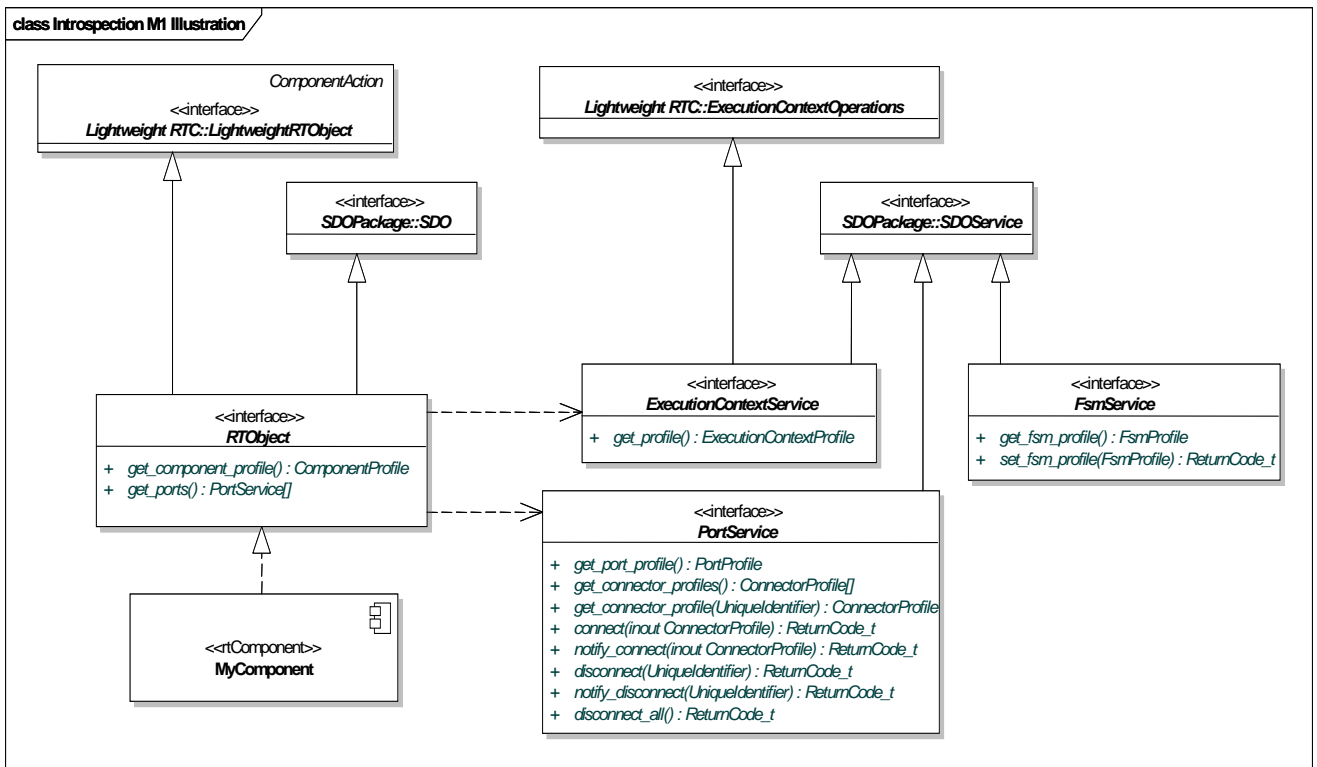 class Introspection M1 Illustration
ComponentAction
<<interface>>
Lightweight RTC::LightweightRTObject
<<interface>>
Lightweight RTC::ExecutionContextOperations
<<interface>>
SDOPackage::SDO
<<interface>>
SDOPackage::SDOService
<<interface>>
RTObject
+ get_component_profile() : ComponentProfile
+ get_ports() : PortService[]
<<interface>>
ExecutionContextService
+ get_profile() : ExecutionContextProfile
<<interface>>
FsmService
+ get_fsm_profile() : FsmProfile
+ set_fsm_profile(FsmProfile) : ReturnCode_t
<<interface>>
PortService
+ get_port_profile() : PortProfile
+ get_connector_profiles() : ConnectorProfile[]
+ get_connector_profile(UniqueIdentifier) : ConnectorProfile
+ connect(inout ConnectorProfile) : ReturnCode_t
+ notify_connect(inout ConnectorProfile) : ReturnCode_t
+ disconnect(UniqueIdentifier) : ReturnCode_t
+ notify_disconnect(UniqueIdentifier) : ReturnCode_t
+ disconnect_all() : ReturnCode_t
<<rtComponent>>
MyComponent